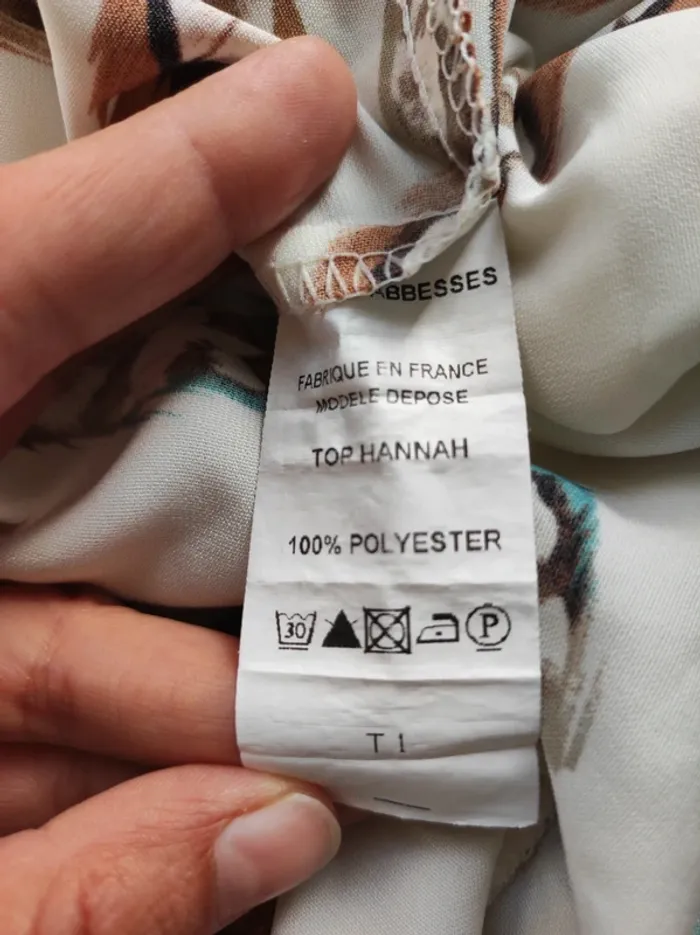 ABBESSES
FABRIQUE EN FRANCE
MODELE DEPOSE
TOP HANNAH
100% POLYESTER
30 P
T 1